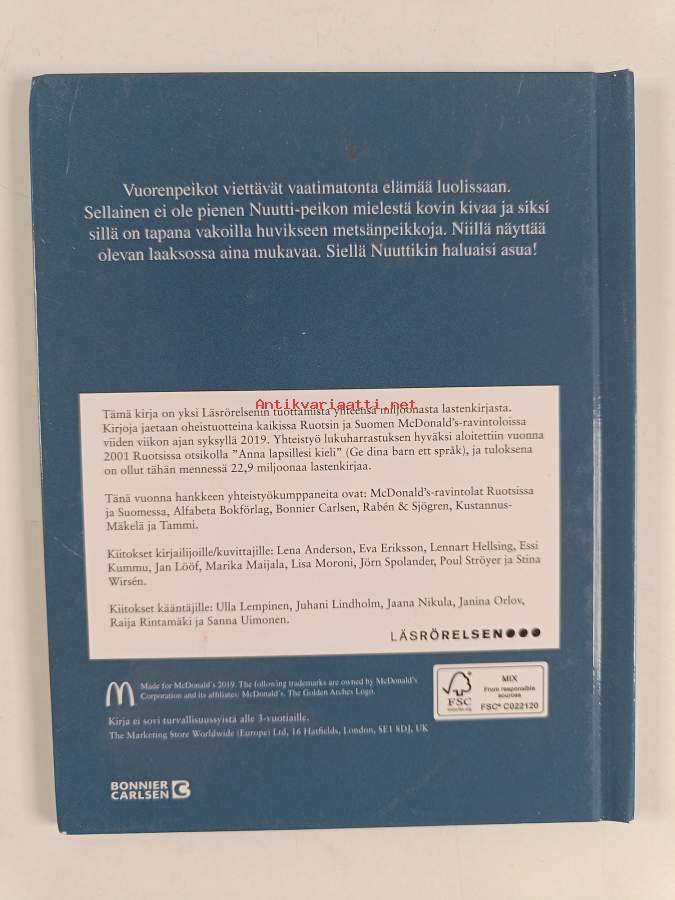 Vuorenpeikot viettävät vaatimatonta elämää luolissaan.
Sellainen ei ole pienen Nuutti-peikon mielestä kovin kivaa ja siksi
sillä on tapana vakoilla huvikseen metsänpeikkoja. Niillä näyttää
olevan laaksossa aina mukavaa. Siellä Nuuttikin haluaisi asua!
Antikvariaatti.net
Tämä kirja on yksi Läsrörelsenin tuottamista yhteensä miljoonasta lastenkirjasta.
Kirjoja jaetaan oheistuotteina kaikissa Ruotsin ja Suomen McDonald's-ravintoloissa
viiden viikon ajan syksyllä 2019. Yhteistyö lukuharrastuksen hyväksi aloitettiin vuonna
2001 Ruotsissa otsikolla "Anna lapsillesi kieli" (Ge dina barn ett språk), ja tuloksena
on ollut tähän mennessä 22,9 miljoonaa lastenkirjaa.
Tänä vuonna hankkeen yhteistyökumppaneita ovat: McDonald's-ravintolat Ruotsissa
ja Suomessa, Alfabeta Bokförlag, Bonnier Carlsen, Rabén & Sjögren, Kustannus-
Mäkelä ja Tammi.
Kiitokset kirjailijoille/kuvittajille: Lena Anderson, Eva Eriksson, Lennart Hellsing, Essi
Kummu, Jan Lööf, Marika Maijala, Lisa Moroni, Jörn Spolander, Poul Ströyer ja Stina
Wirsén.
Kiitokset kääntäjille: Ulla Lempinen, Juhani Lindholm, Jaana Nikula, Janina Orlov,
Raija Rintamäki ja Sanna Uimonen.
LÄSRÖRELSEN
Made for McDonald's 2019. The following trademarks are owned by McDonald's
Corporation and its affiliates: McDonald's. The Golden Arches Logo.
Kirja ei sovi turvallisuussyistä alle 3-vuotiaille.
The Marketing Store Worldwide (Europe) Ltd, 16 Hatfields, London, SE1 8DJ, UK
FSC
www.fsc.org
MIX
From responsible
sources
FSC® C022120
BONNIER
CARLSEN